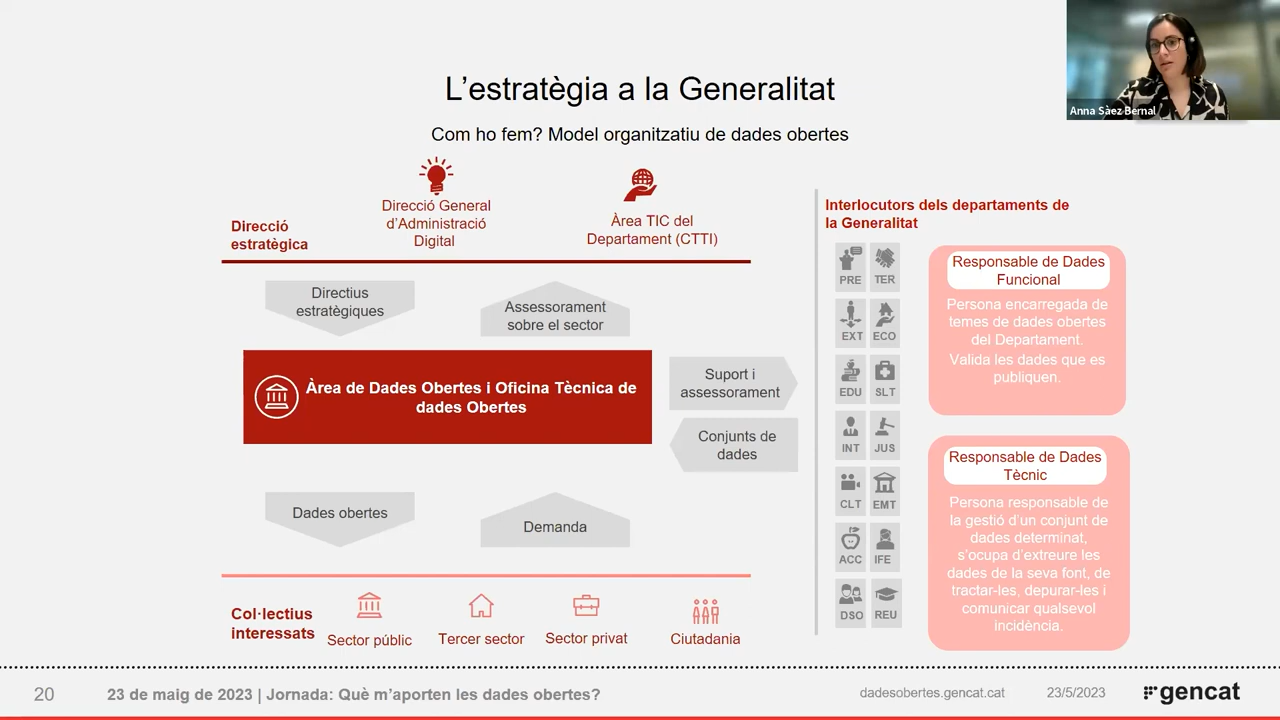 L'estratègia a la Generalitat
Com ho fem? Model organitzatiu de dades obertes
Anna Sàez Bernal
Direcció
estratègica
Direcció General
d'Administració
Digital
Àrea TIC del
Departament (CTTI)
Directius
estratègiques
Assessorament
sobre el sector
Àrea de Dades Obertes i Oficina Tècnica de
dades Obertes
Suport i
assessorament
Conjunts de
dades
Dades obertes
Demanda
Col·lectius
interessats
Sector públic
Tercer sector
Sector privat
Ciutadania
Interlocutors dels departaments de
la Generalitat
PRE
TER
EXT
ECO
EDU
SLT
INT
JUS
CLT
EMT
ACC
IFE
DSO
REU
Responsable de Dades
Funcional
Persona encarregada de
temes de dades obertes
del Departament.
Valida les dades que es
publiquen.
Responsable de Dades
Tècnic
Persona responsable de
la gestió d'un conjunt de
dades determinat,
s'ocupa d'extreure les
dades de la seva font, de
tractar-les, depurar-les i
comunicar qualsevol
incidència.
20
23 de maig de 2023 | Jornada: Què m'aporten les dades obertes?
dadesobertes.gencat.cat
23/5/2023
gencat